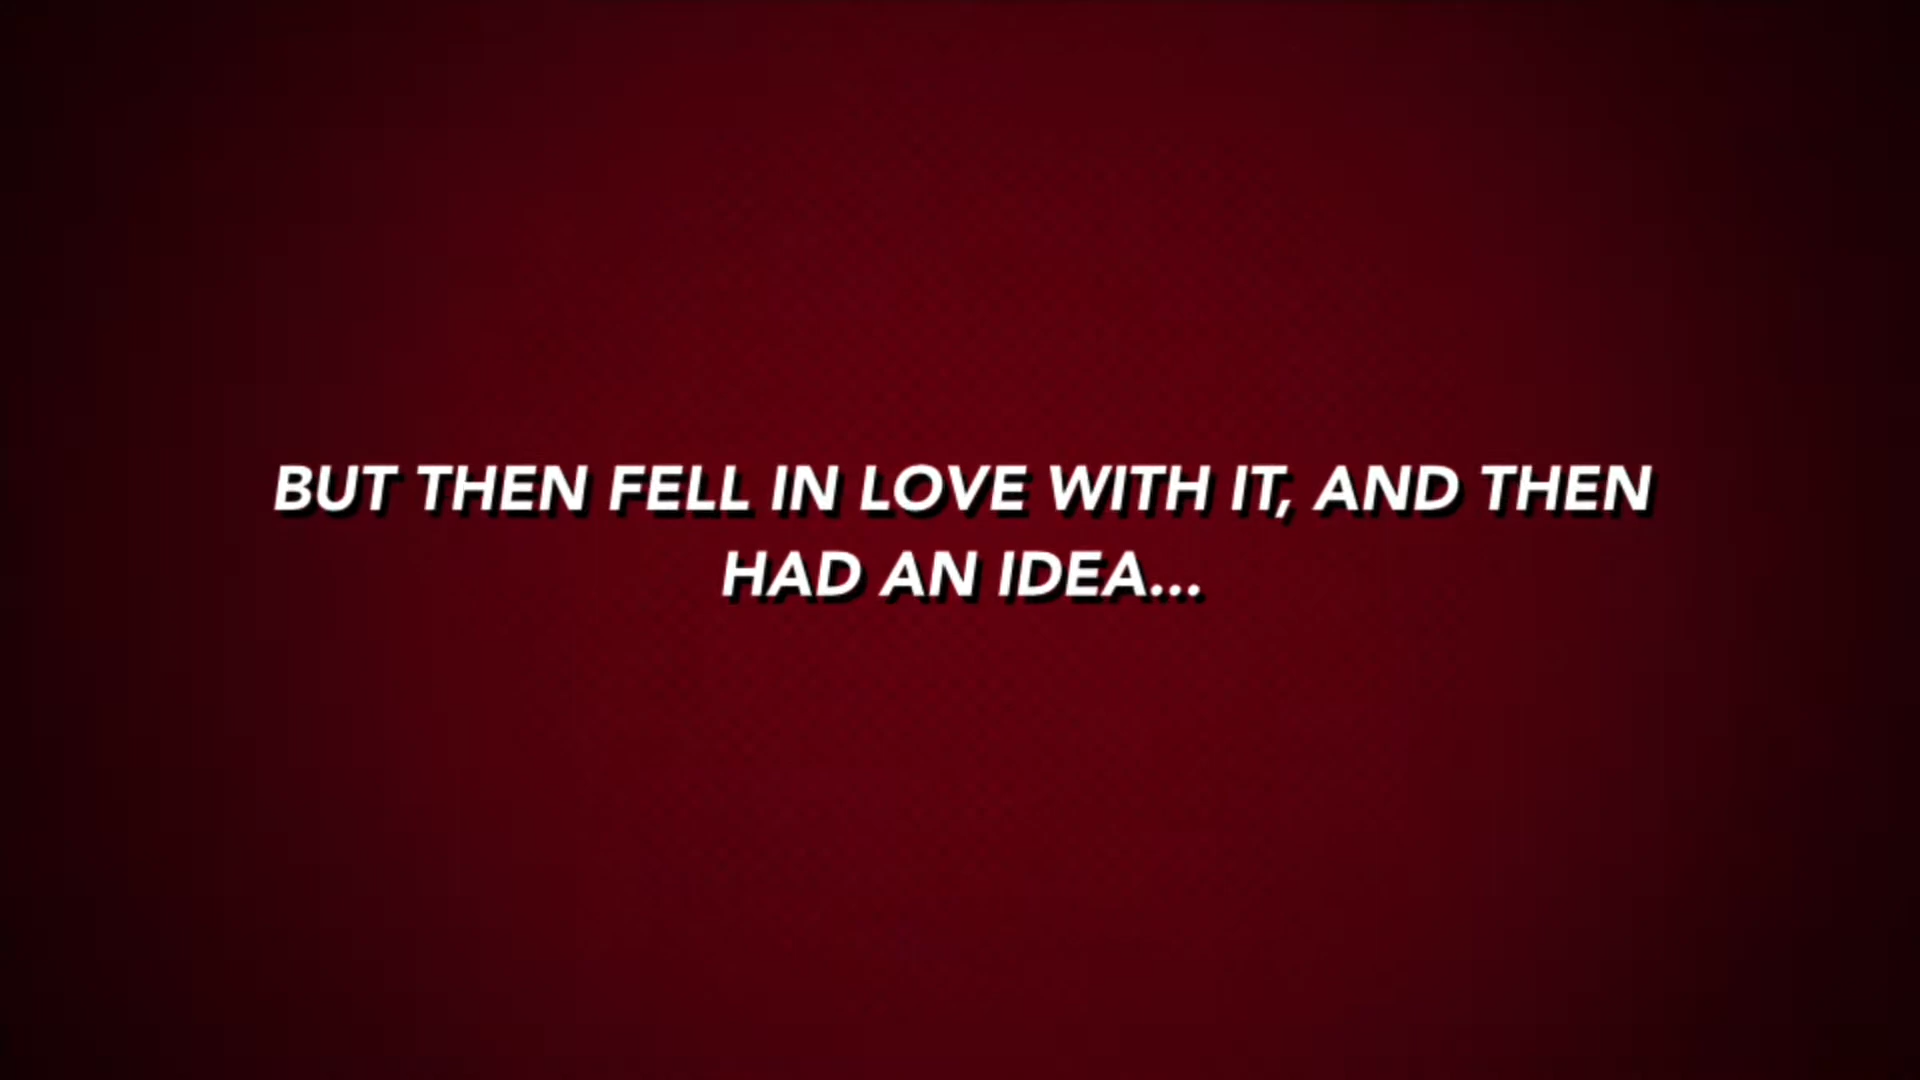 BUT THEN FELL IN LOVE WITH IT, AND THEN
HAD AN IDEA...